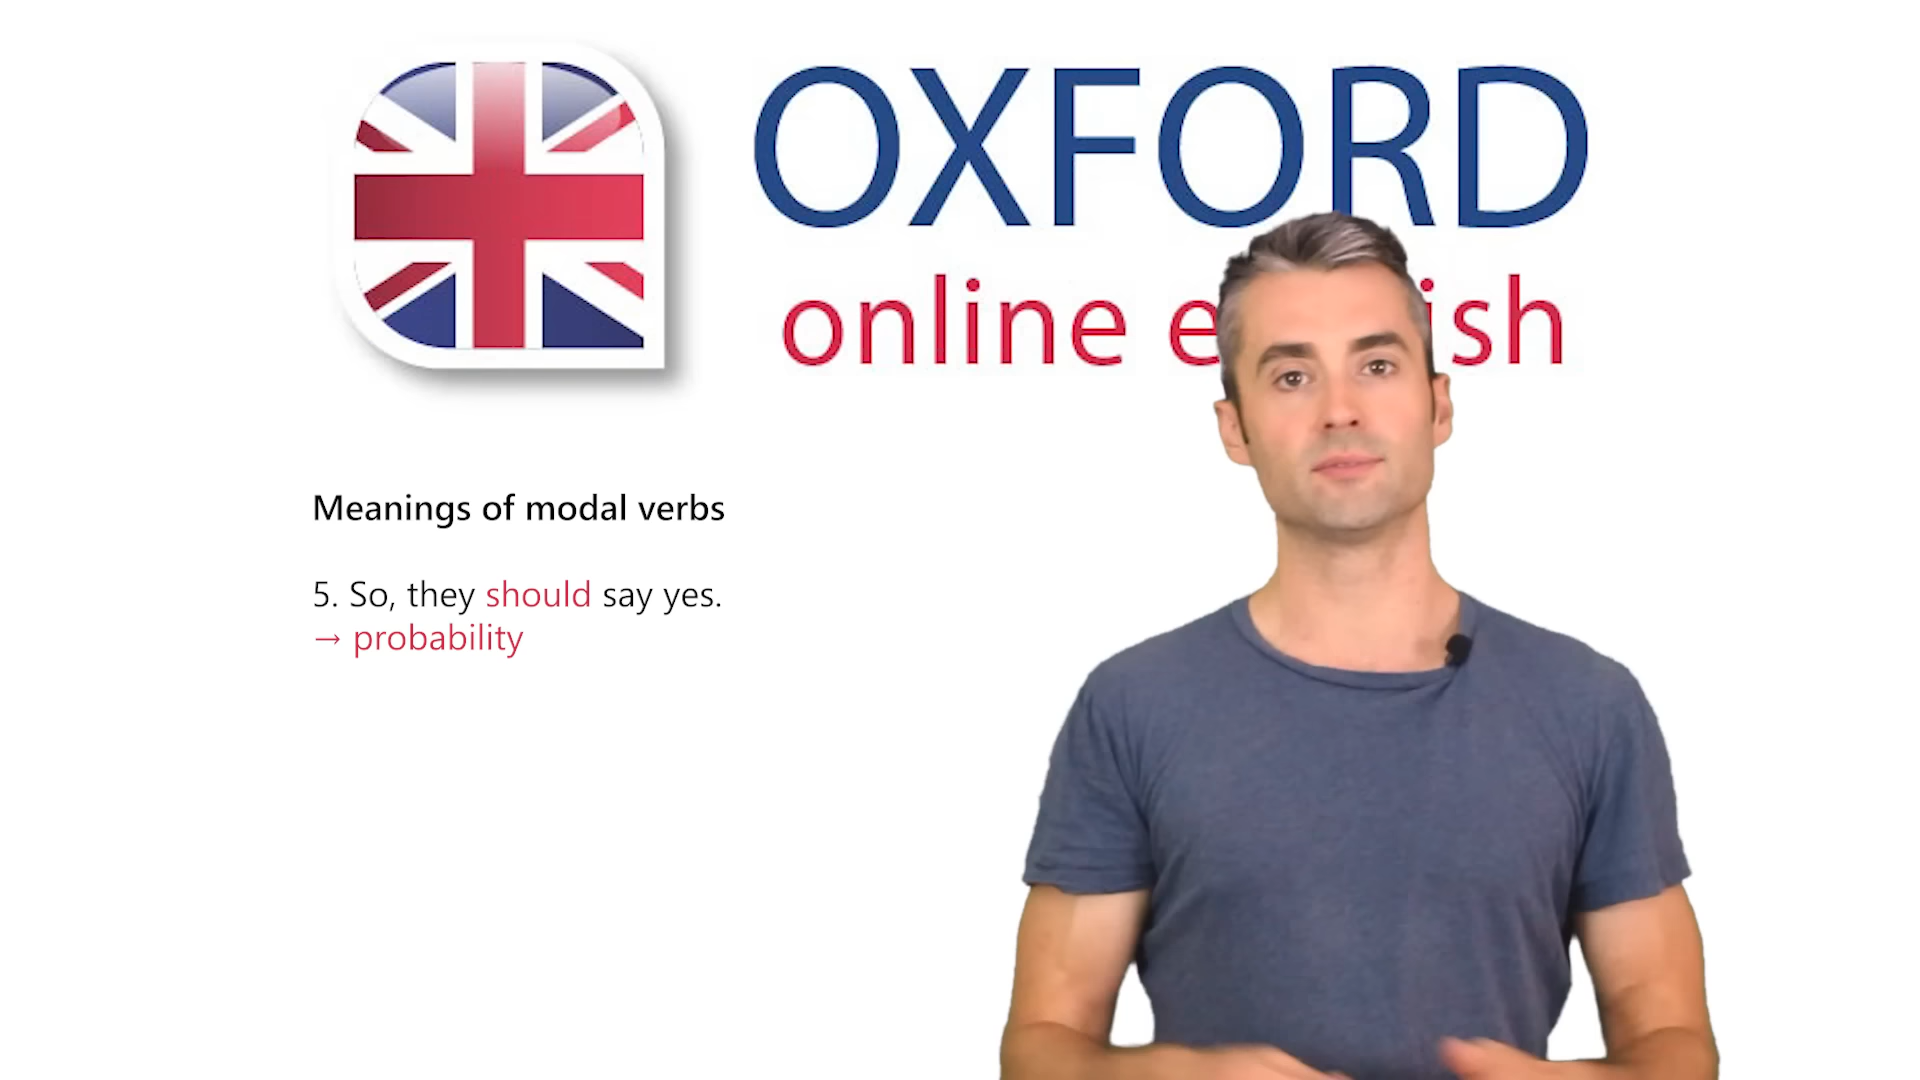 OXFORD
online
Meanings of modal verbs
5. So, they should say yes.
→ probability